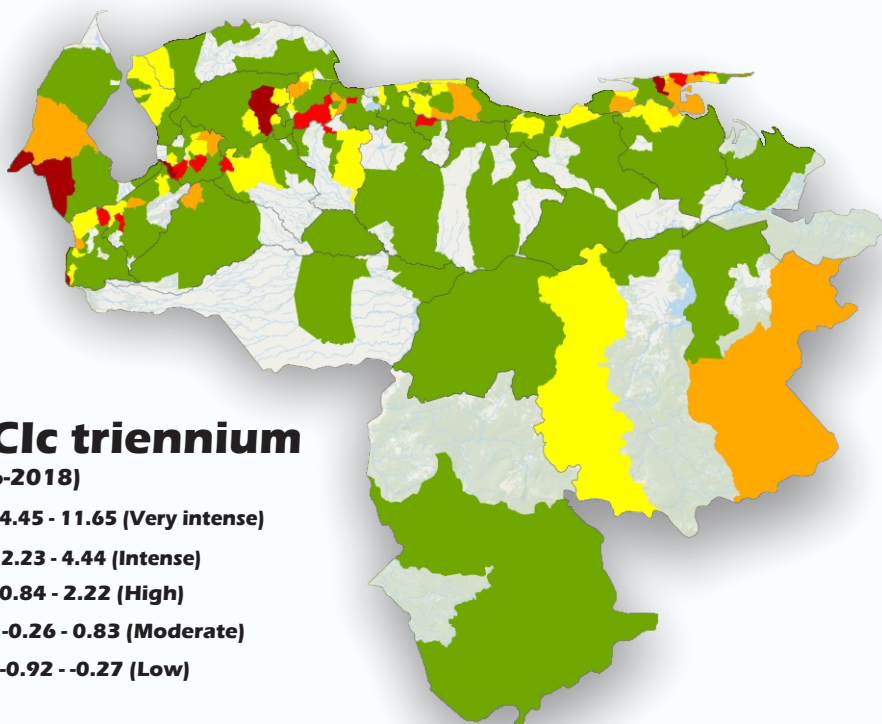 CIc triennium
-2018)
4.45 - 11.65 (Very intense)
2.23 - 4.44 (Intense)
0.84 - 2.22 (High)
-0.26 - 0.83 (Moderate)
-0.92 - -0.27 (Low)